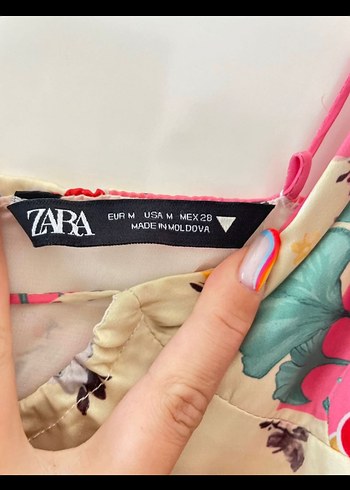 ZARA
EUR M USA M MEX 28
MADE IN MOLDOVA